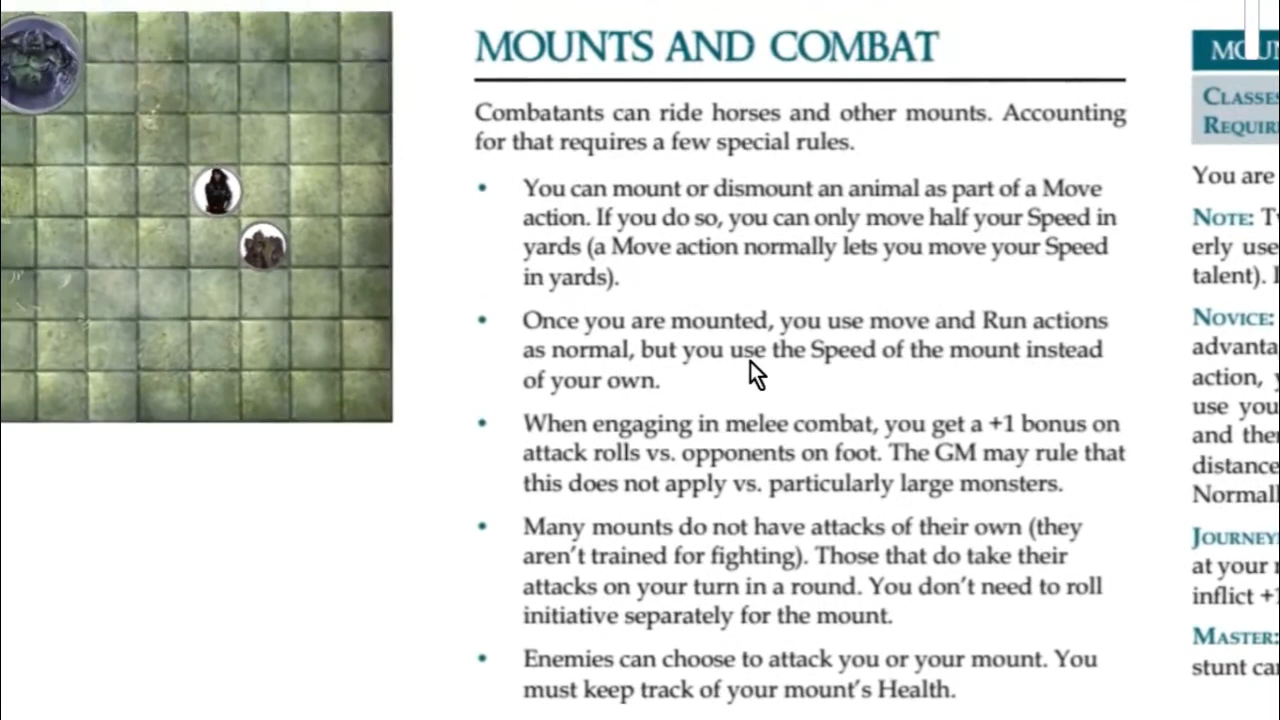 MOUNTS AND COMBAT
Combatants can ride horses and other mounts. Accounting
for that requires a few special rules.
• You can mount or dismount an animal as part of a Move
action. If you do so, you can only move half your Speed in
yards (a Move action normally lets you move your Speed
in yards).
• Once you are mounted, you use move and Run actions
as normal, but you use the Speed of the mount instead
of your own.
• When engaging in melee combat, you get a +1 bonus on
attack rolls vs. opponents on foot. The GM may rule that
this does not apply vs. particularly large monsters.
• Many mounts do not have attacks of their own (they
aren't trained for fighting). Those that do take their
attacks on your turn in a round. You don't need to roll
initiative separately for the mount.
• Enemies can choose to attack you or your mount. You
must keep track of your mount's Health.
You are
NOTE:
erly use
talent).
NOVICE:
action,
use you
distance
at your
inflict +1
MASTER:
stunt